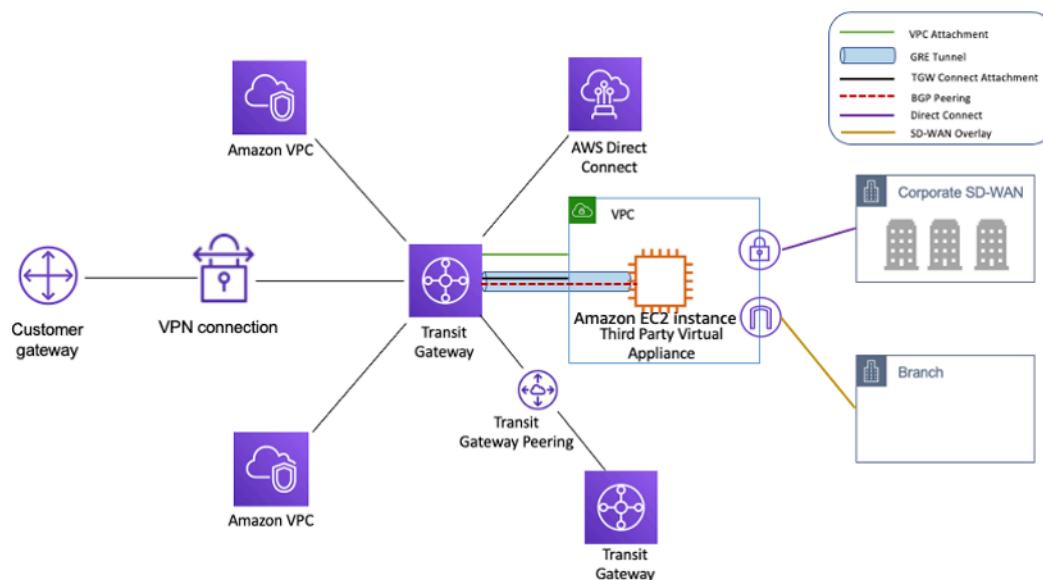 VPC Attachment
GRE Tunnel
TGW Connect Attachment
BGP Peering
Direct Connect
SD-WAN Overlay
Amazon VPC
AWS Direct
Connect
VPC
Corporate SD-WAN
Customer
gateway
VPN connection
Transit
Gateway
Amazon EC2 instance
Third Party Virtual
Appliance
Branch
Transit
Gateway Peering
Amazon VPC
Transit
Gateway